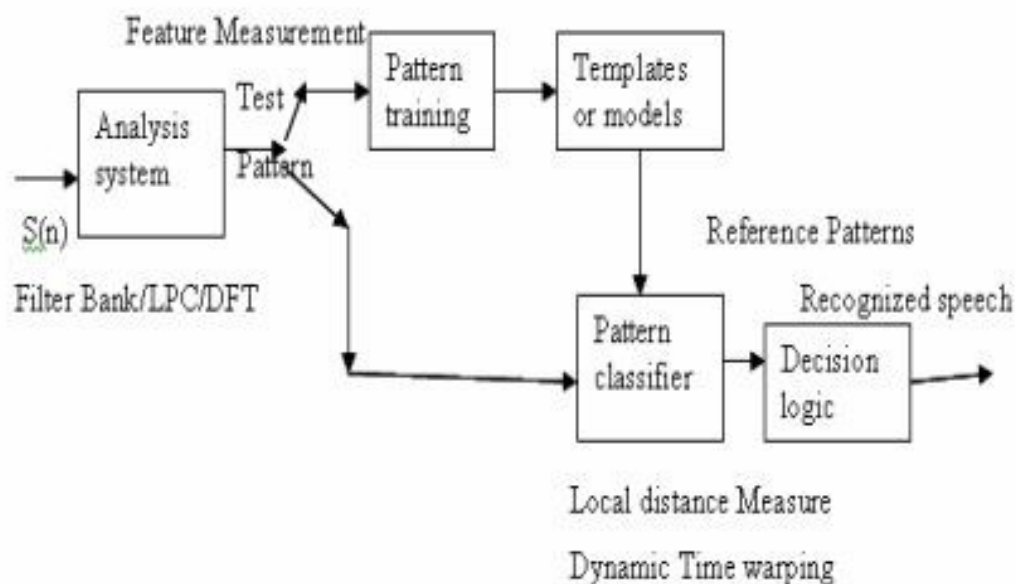 Feature Measurement
Pattern
training
Templates
or models
Test
Pattern
Analysis
system
S(n)
Filter Bank/LPC/DFT
Reference Patterns
Recognized speech
Pattern
classifier
Decision
logic
Local distance Measure
Dynamic Time warping